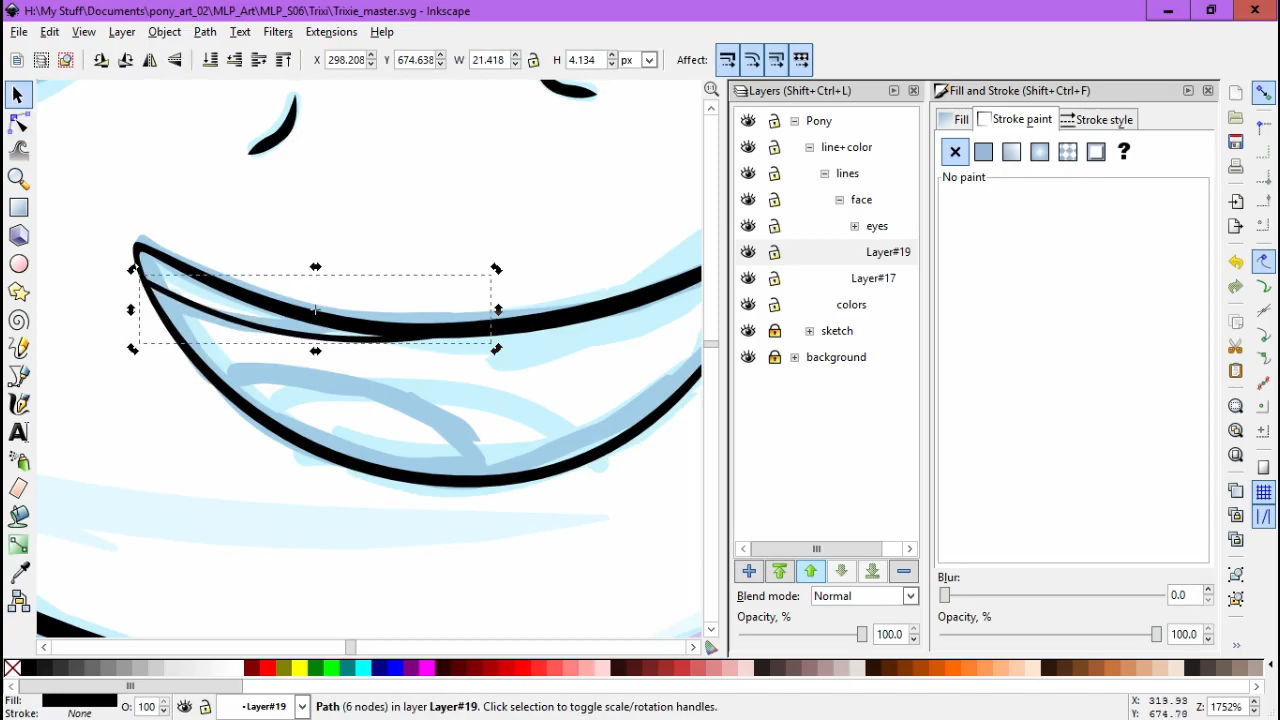 H:\My Stuff\Documents\pony_art_02\MLP_Art\MLP_S06\Trixi\Trixie_master.svg - Inkscape
File Edit View Layer Object Path Text Filters Extensions Help
X 298.208 Y 674.638 W 21.418 H 4.134 px Affect:
Layers (Shift+Ctrl+L) Fill and Stroke (Shift+Ctrl+F)
Fill Stroke paint Stroke style
Pony
line+color
lines
face
eyes
Layer#19
Layer#17
colors
sketch
background
No paint
Blend mode: Normal
Opacity, % 100.0
Blur:
0.0
Opacity, %
100.0
Fill: O: 100 •Layer#19 Path (6 nodes) in layer Layer#19. Click selection to toggle scale/rotation handles.
Stroke: None
X: 313.93
Y: 674.70
Z: 1752%